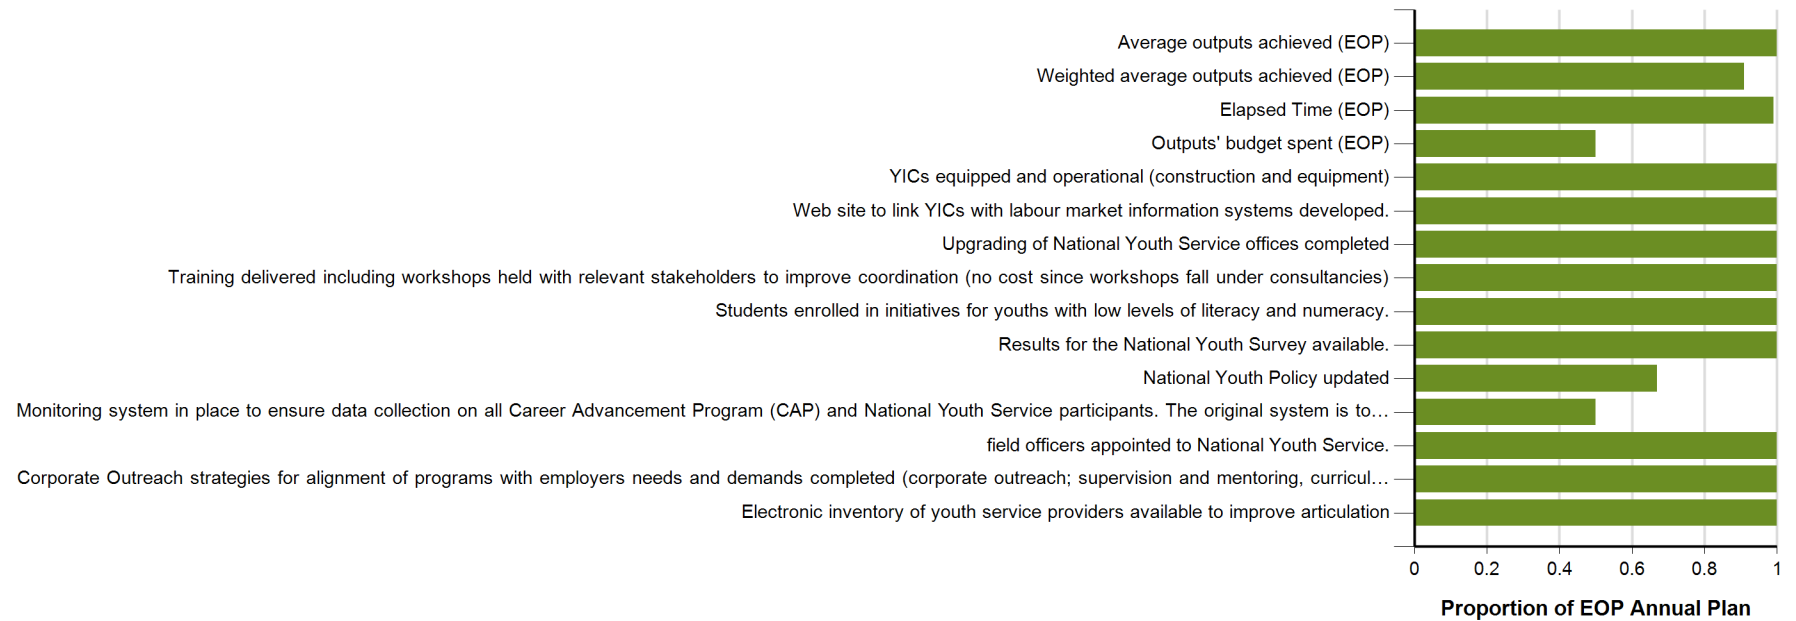 Average outputs achieved (EOP)
Weighted average outputs achieved (EOP)
Elapsed Time (EOP)
Outputs' budget spent (EOP)
YICs equipped and operational (construction and equipment)
Web site to link YICs with labour market information systems developed.
Upgrading of National Youth Service offices completed
Training delivered including workshops held with relevant stakeholders to improve coordination (no cost since workshops fall under consultancies)
Students enrolled in initiatives for youths with low levels of literacy and numeracy.
Results for the National Youth Survey available.
National Youth Policy updated
Monitoring system in place to ensure data collection on all Career Advancement Program (CAP) and National Youth Service participants. The original system is to…
field officers appointed to National Youth Service.
Corporate Outreach strategies for alignment of programs with employers needs and demands completed (corporate outreach; supervision and mentoring, curricul…
Electronic inventory of youth service providers available to improve articulation
0 0.2 0.4 0.6 0.8 1
Proportion of EOP Annual Plan